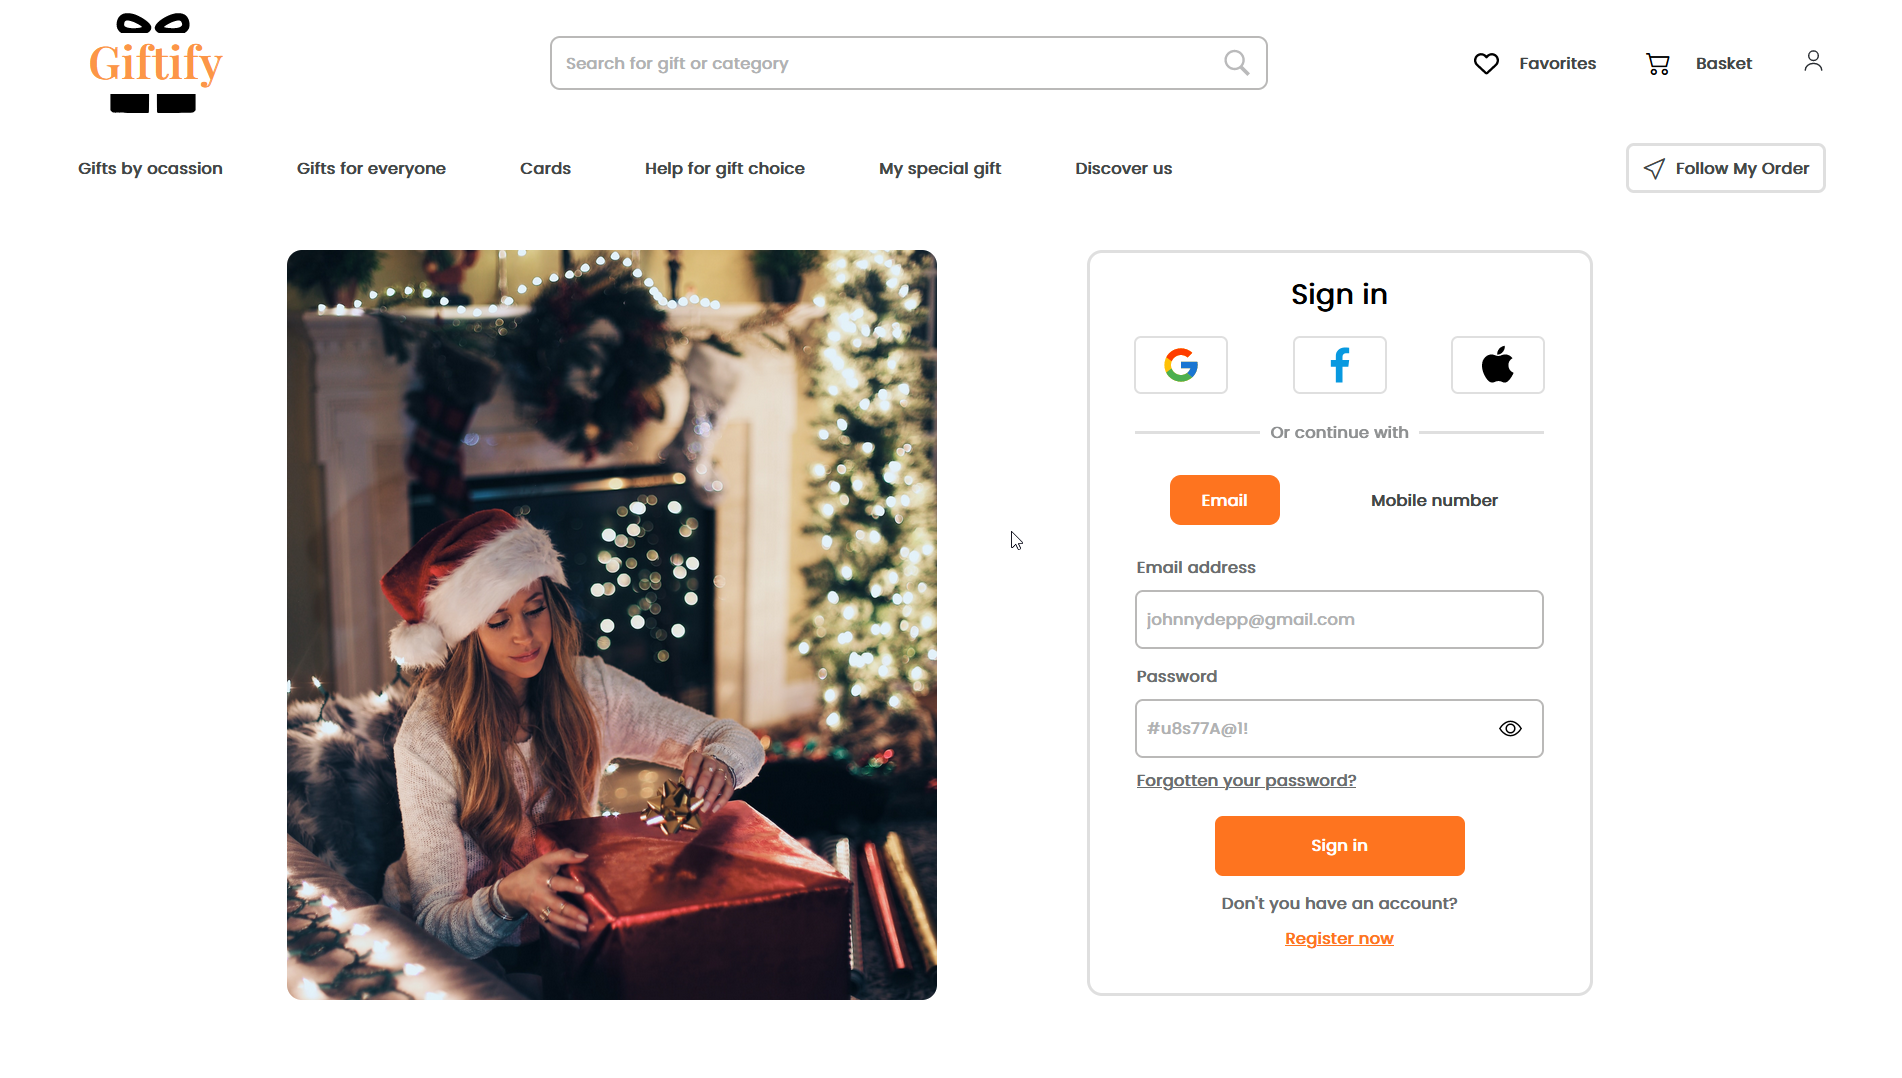 Giftify
Search for gift or category
Favorites
Basket
Gifts by ocassion
Gifts for everyone
Cards
Help for gift choice
My special gift
Discover us
Follow My Order
Sign in
Or continue with
Email
Mobile number
Email address
johnnydepp@gmail.com
Password
#u8s77A@1!
Forgotten your password?
Sign in
Don't you have an account?
Register now